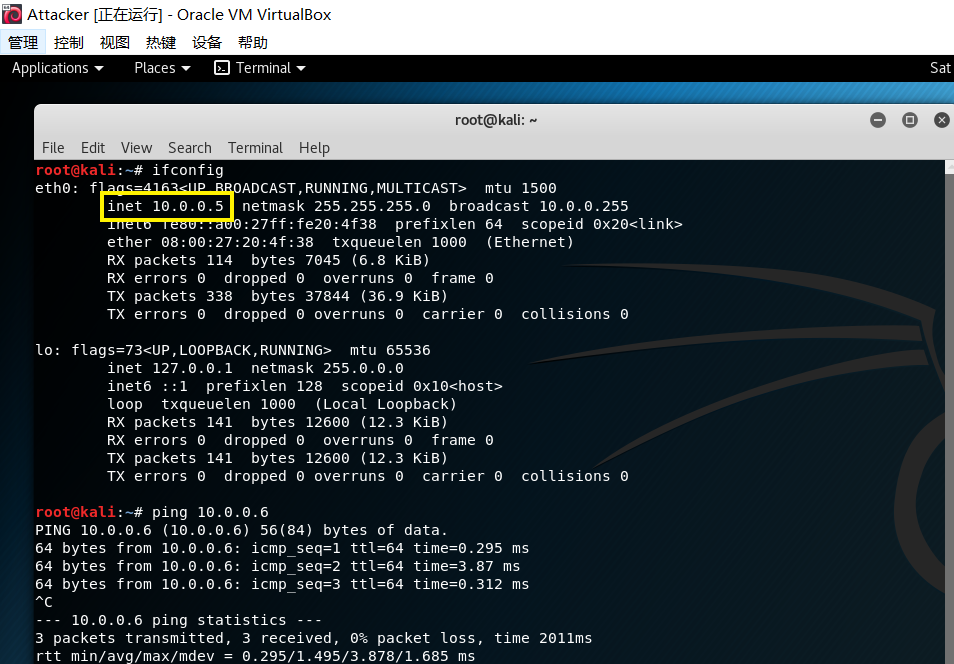 Attacker [正在运行] - Oracle VM VirtualBox
管理 控制 视图 热键 设备 帮助
Applications Places Terminal Sat
root@kali: ~
File Edit View Search Terminal Help
root@kali:~# ifconfig
eth0: flags=4163<UP,BROADCAST,RUNNING,MULTICAST>  mtu 1500
        inet 10.0.0.5  netmask 255.255.255.0  broadcast 10.0.0.255
        inet6 fe80::a00:27ff:fe20:4f38  prefixlen 64  scopeid 0x20<link>
        ether 08:00:27:20:4f:38  txqueuelen 1000  (Ethernet)
        RX packets 114  bytes 7045 (6.8 KiB)
        RX errors 0  dropped 0  overruns 0  frame 0
        TX packets 338  bytes 37844 (36.9 KiB)
        TX errors 0  dropped 0 overruns 0  carrier 0  collisions 0
lo: flags=73<UP,LOOPBACK,RUNNING>  mtu 65536
        inet 127.0.0.1  netmask 255.0.0.0
        inet6 ::1  prefixlen 128  scopeid 0x10<host>
        loop  txqueuelen 1000  (Local Loopback)
        RX packets 141  bytes 12600 (12.3 KiB)
        RX errors 0  dropped 0  overruns 0  frame 0
        TX packets 141  bytes 12600 (12.3 KiB)
        TX errors 0  dropped 0 overruns 0  carrier 0  collisions 0
root@kali:~# ping 10.0.0.6
PING 10.0.0.6 (10.0.0.6) 56(84) bytes of data.
64 bytes from 10.0.0.6: icmp_seq=1 ttl=64 time=0.295 ms
64 bytes from 10.0.0.6: icmp_seq=2 ttl=64 time=3.87 ms
64 bytes from 10.0.0.6: icmp_seq=3 ttl=64 time=0.312 ms
^C
--- 10.0.0.6 ping statistics ---
3 packets transmitted, 3 received, 0% packet loss, time 2011ms
rtt min/avg/max/mdev = 0.295/1.495/3.878/1.685 ms